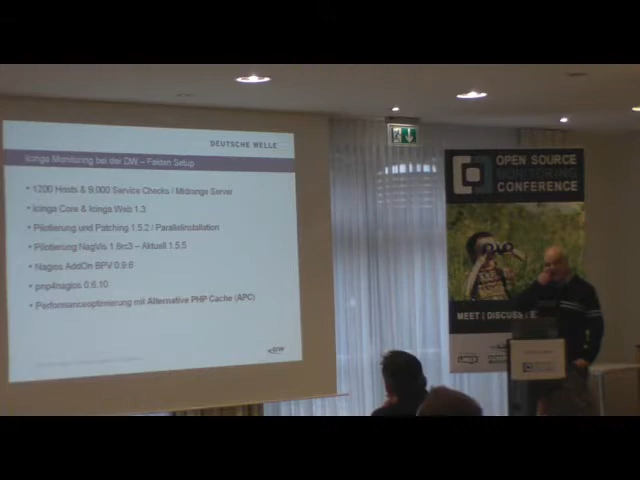 DEUTSCHE WELLE
Icinga Monitoring bei der DW – Fakten Setup
• 1200 Hosts & 9.000 Service Checks / Midrange Server
• Icinga Core & Icinga Web 1.3
• Pilotierung und Patching 1.5.2 / Parallelinstallation
• Pilotierung NagVis 1.6rc3 – Aktuell 1.5.5
• Nagios AddOn BPV 0.9.6
• pnp4nagios 0.6.10
• Performanceoptimierung mit Alternative PHP Cache (APC)
OPEN SOURCE
MONITORING
CONFERENCE
MEET | DISCUSS